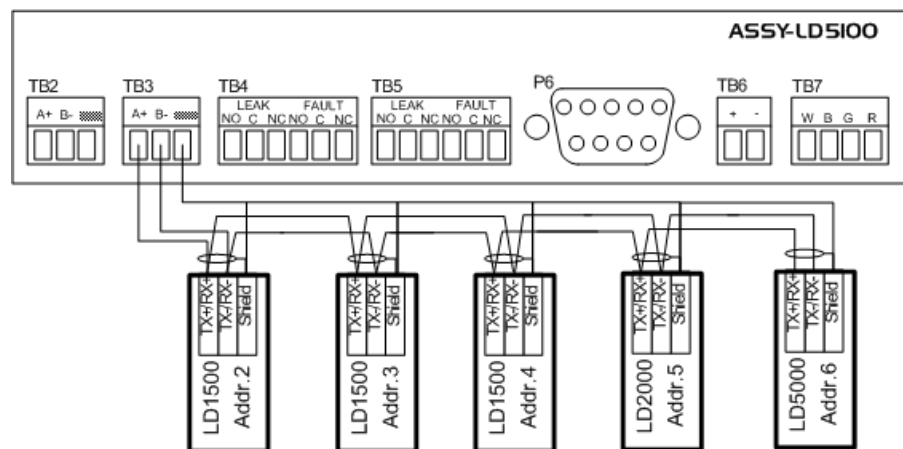 ASSY-LD5100
TB2 TB3 TB4 TB5 P6 TB6 TB7
LEAK FAULT LEAK FAULT
A+ B- A+ B- NO C NC NO C NC NO C NC NO C NC + - W B G R
TX+/RX+ TX-/RX- Shield TX+/RX+ TX-/RX- Shield TX+/RX+ TX-/RX- Shield TX+/RX+ TX-/RX- Shield TX+/RX+ TX-/RX- Shield
LD1500 Addr.2
LD1500 Addr.3
LD1500 Addr.4
LD2000 Addr.5
LD5000 Addr.6